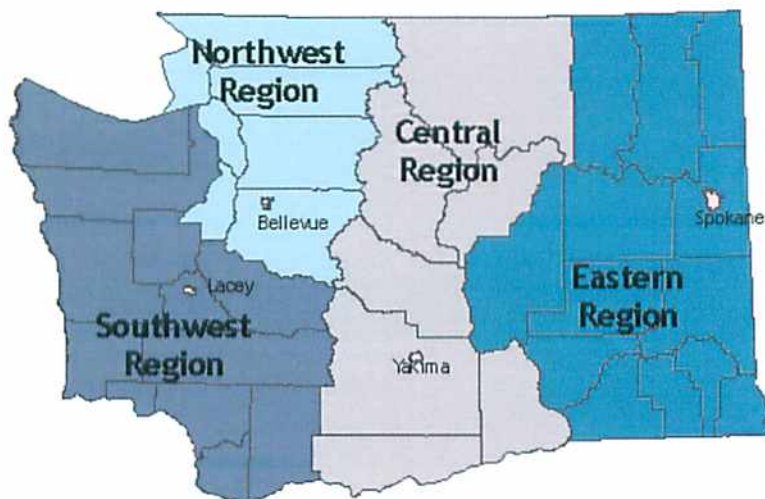 Northwest
Region
Central
Region
Bellevue
Spokane
Lacey
Eastern
Region
Southwest
Region
Yakima